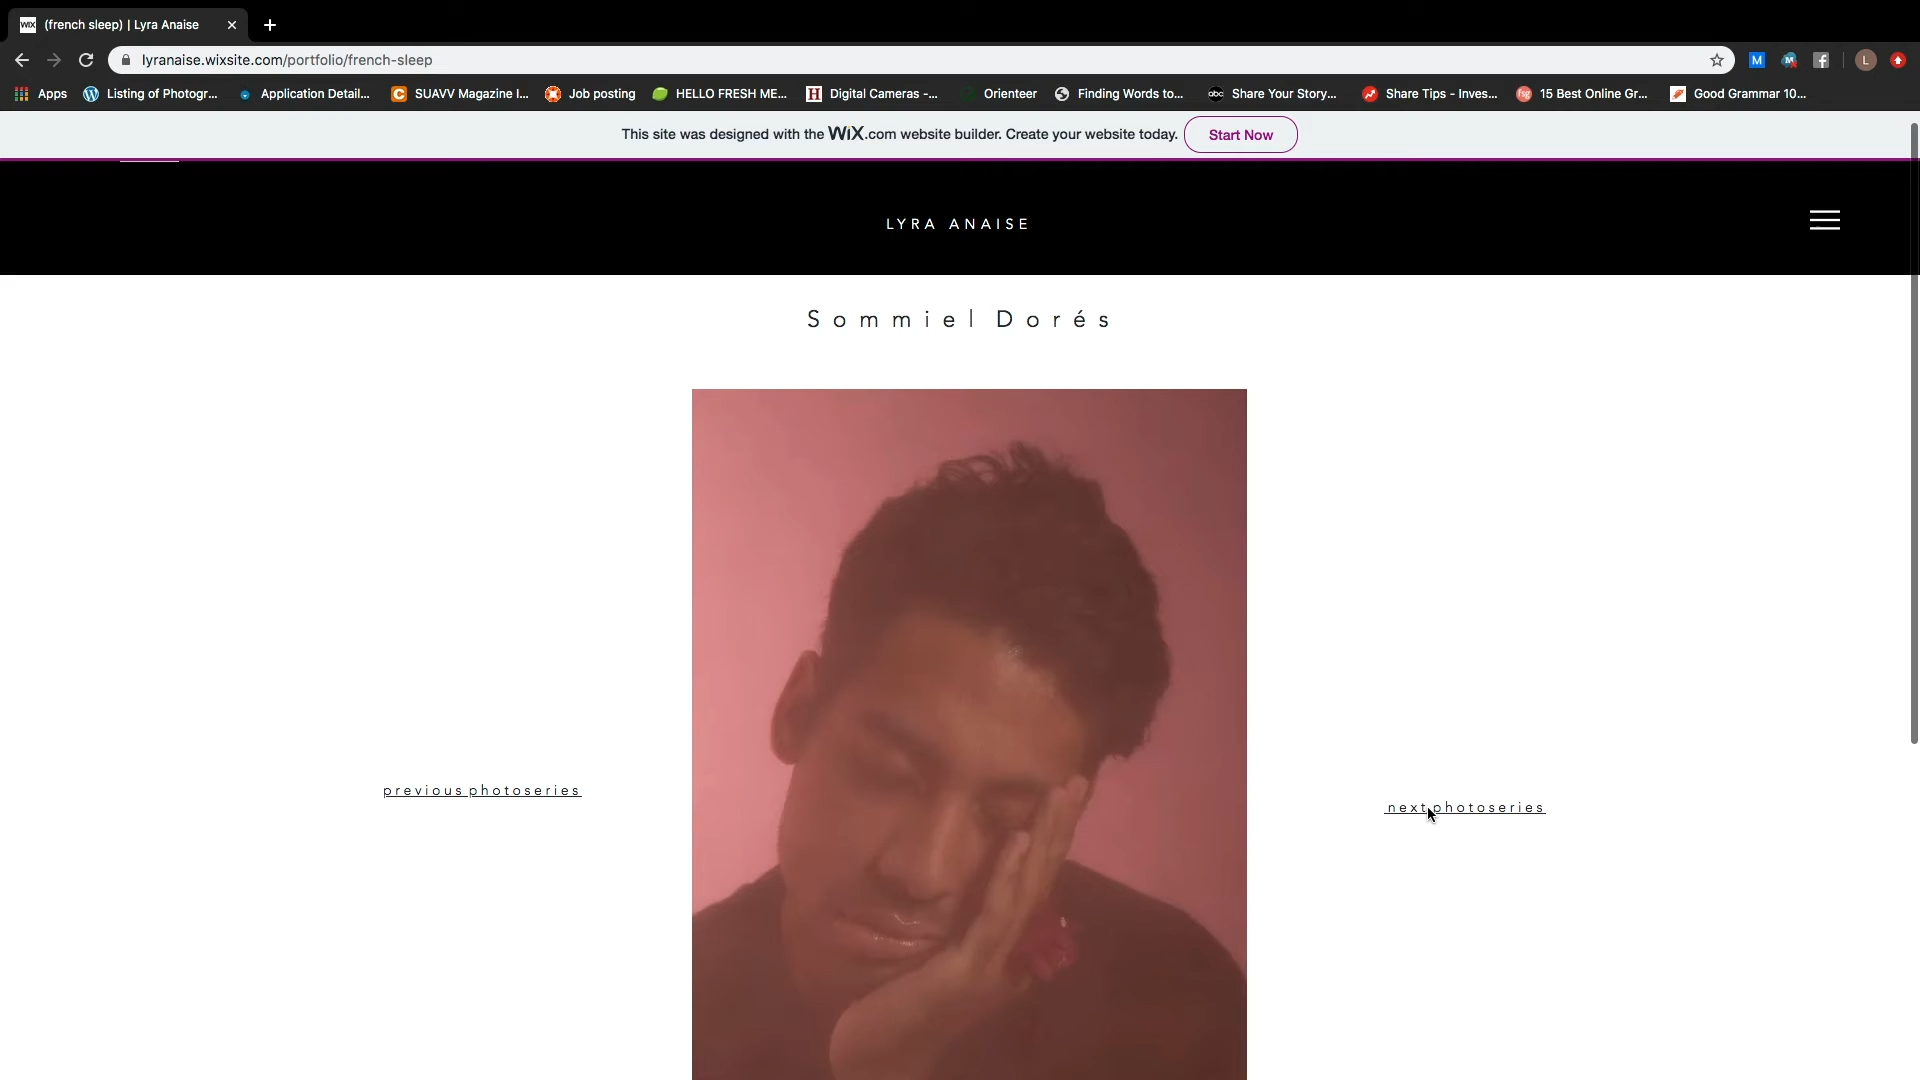 WIX (french sleep) | Lyra Anaise
lyranaise.wixsite.com/portfolio/french-sleep
M M f L
Apps Listing of Photogr... Application Detail... C SUAVV Magazine I... Job posting HELLO FRESH ME... H Digital Cameras -... Orienteer Finding Words to... abc Share Your Story... Share Tips - Inves... fsg 15 Best Online Gr... Good Grammar 10...
This site was designed with the WiX.com website builder. Create your website today. Start Now
LYRA ANAISE
Sommiel Dorés
previous photoseries
next photoseries